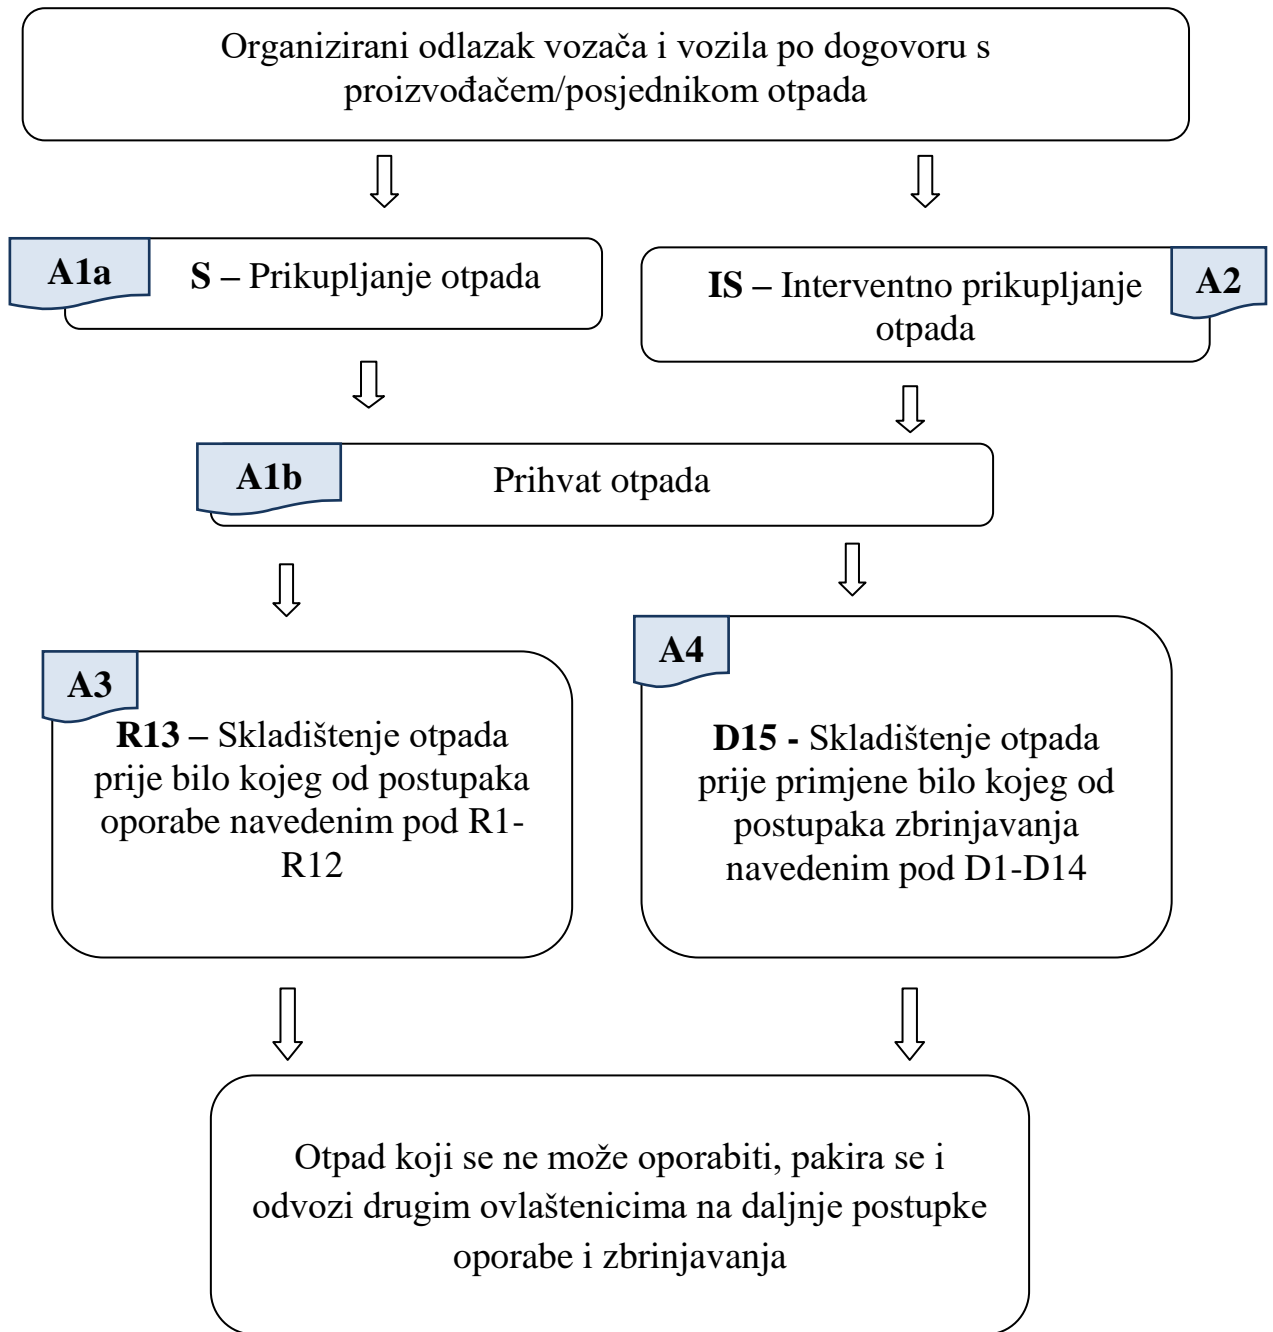 Organizirani odlazak vozača i vozila po dogovoru s
proizvođačem/posjednikom otpada
A1a
S – Prikupljanje otpada
IS – Interventno prikupljanje
otpada
A2
A1b
Prihvat otpada
A3
R13 – Skladištenje otpada
prije bilo kojeg od postupaka
oporabe navedenim pod R1-
R12
A4
D15 - Skladištenje otpada
prije primjene bilo kojeg od
postupaka zbrinjavanja
navedenim pod D1-D14
Otpad koji se ne može oporabiti, pakira se i
odvozi drugim ovlaštenicima na daljnje postupke
oporabe i zbrinjavanja